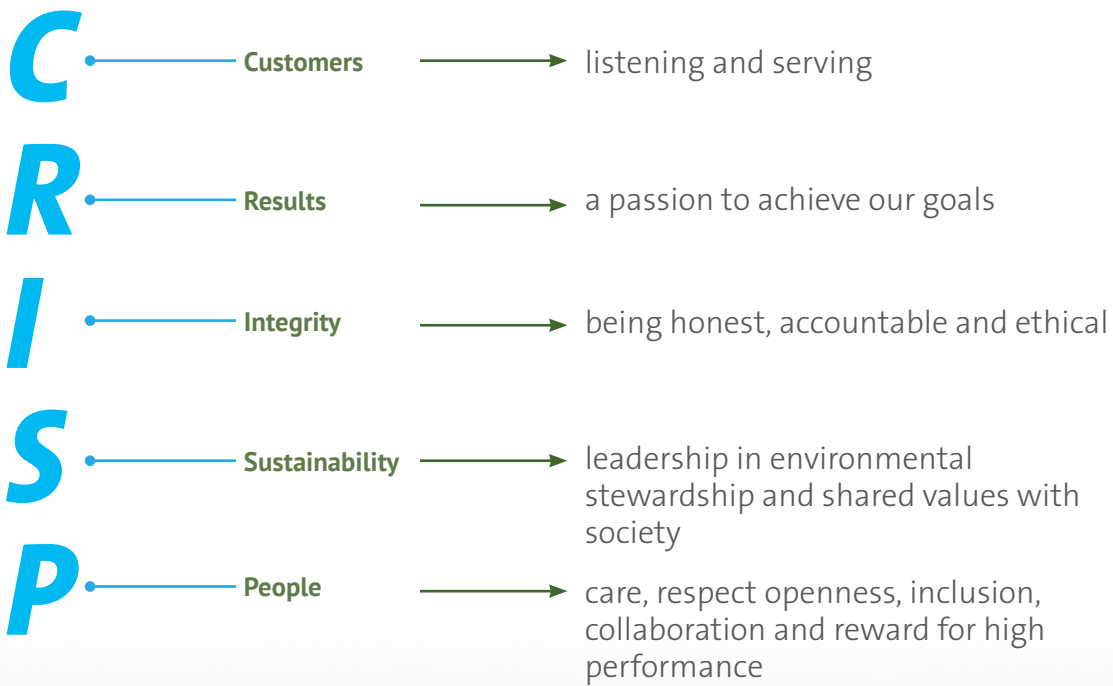 C Customers listening and serving
R Results a passion to achieve our goals
I Integrity being honest, accountable and ethical
S Sustainability leadership in environmental
stewardship and shared values with
society
P People care, respect openness, inclusion,
collaboration and reward for high
performance